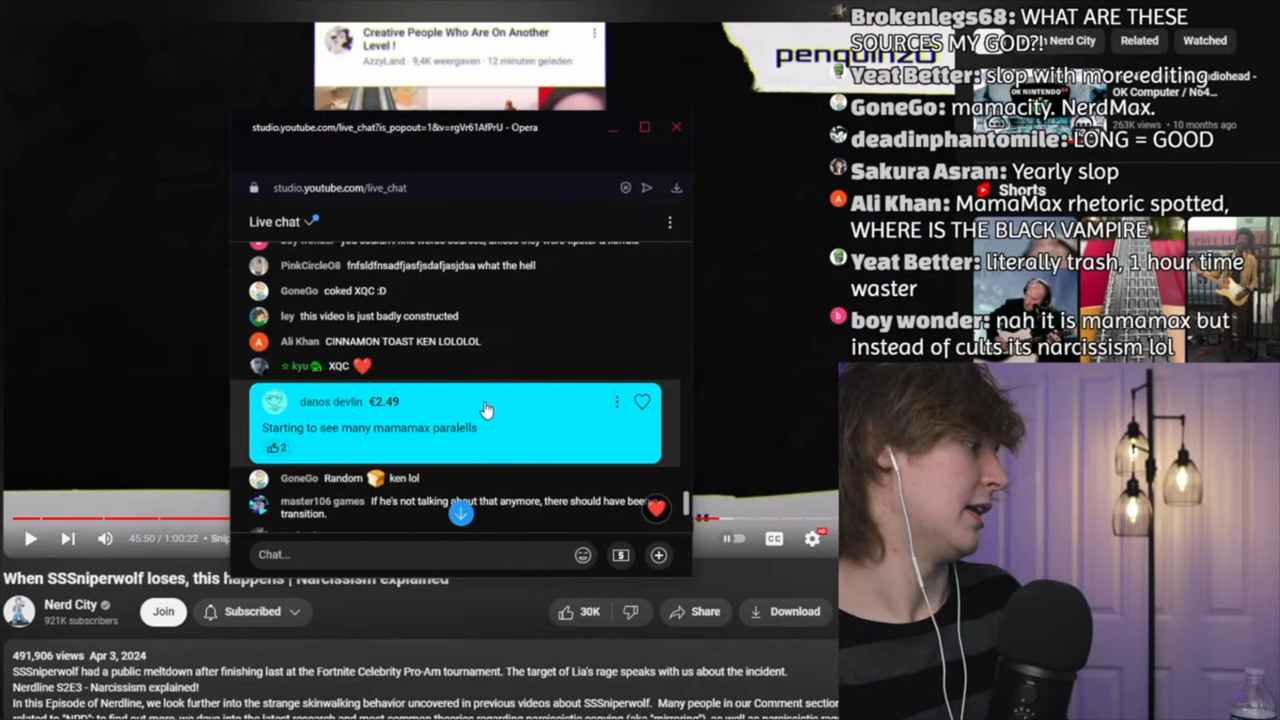 Creative People Who Are On Another
Level !
AzzyLand · 9,4K weergaven · 12 minuten geleden
penguinz0
studio.youtube.com/live_chat?is_popout=1&v=rgVr61AfPrU - Opera
studio.youtube.com/live_chat
Live chat
PinkCircle08 fnfsldfnsadfjasfjsdafjasjdsa what the hell
GoneGo coked XQC :D
ley this video is just badly constructed
Ali Khan CINNAMON TOAST KEN LOLOLOL
kyu XQC
danos devlin €2.49
Starting to see many mamamax paralells
2
GoneGo Random ken lol
master106 games If he's not talking about that anymore, there should have been
transition.
Chat...
45:50 / 1:00:22
CC
HD
When SSSniperwolf loses, this happens | Narcissism explained
Nerd City
921K subscribers
Join
Subscribed
30K
Share
Download
491,906 views Apr 3, 2024
SSSniperwolf had a public meltdown after finishing last at the Fortnite Celebrity Pro-Am tournament. The target of Lia's rage speaks with us about the incident.
Nerdline S2E3 - Narcissism explained!
In this Episode of Nerdline, we look further into the strange skinwalking behavior uncovered in previous videos about SSSniperwolf. Many people in our Comment section
Brokenlegs68: WHAT ARE THESE
SOURCES MY GOD?!
Nerd City
Related
Watched
Yeat Better: slop with more editing
OK Computer / N64...
GoneGo: mamacity. NerdMax.
263K views · 10 months ago
deadinphantomile: LONG = GOOD
Sakura Asran: Yearly slop
Shorts
Ali Khan: MamaMax rhetoric spotted,
WHERE IS THE BLACK VAMPIRE
Yeat Better: literally trash, 1 hour time
waster
boy wonder: nah it is mamamax but
instead of cults its narcissism lol